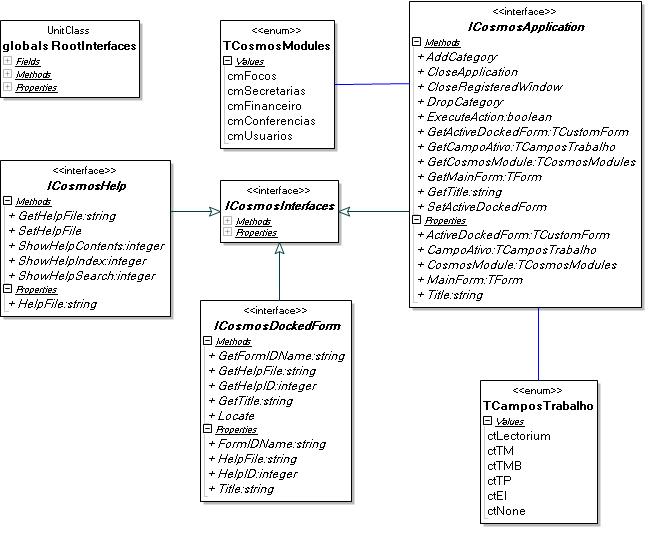 UnitClass
globals RootInterfaces
Fields
Methods
Properties
<<enum>>
TCosmosModules
Values
cmFocos
cmSecretarias
cmFinanceiro
cmConferencias
cmUsuarios
<<interface>>
ICosmosApplication
Methods
+ AddCategory
+ CloseApplication
+ CloseRegisteredWindow
+ DropCategory
+ ExecuteAction:boolean
+ GetActiveDockedForm:TCustomForm
+ GetCampoAtivo:TCamposTrabalho
+ GetCosmosModule:TCosmosModules
+ GetMainForm:TForm
+ GetTitle:string
+ SetActiveDockedForm
Properties
+ ActiveDockedForm:TCustomForm
+ CampoAtivo:TCamposTrabalho
+ CosmosModule:TCosmosModules
+ MainForm:TForm
+ Title:string
<<interface>>
ICosmosHelp
Methods
+ GetHelpFile:string
+ SetHelpFile
+ ShowHelpContents:integer
+ ShowHelpIndex:integer
+ ShowHelpSearch:integer
Properties
+ HelpFile:string
<<interface>>
ICosmosInterfaces
Methods
Properties
<<interface>>
ICosmosDockedForm
Methods
+ GetFormIDName:string
+ GetHelpFile:string
+ GetHelpID:integer
+ GetTitle:string
+ Locate
Properties
+ FormIDName:string
+ HelpFile:string
+ HelpID:integer
+ Title:string
<<enum>>
TCamposTrabalho
Values
ctLectorium
ctTM
ctTMB
ctTP
ctEI
ctNone